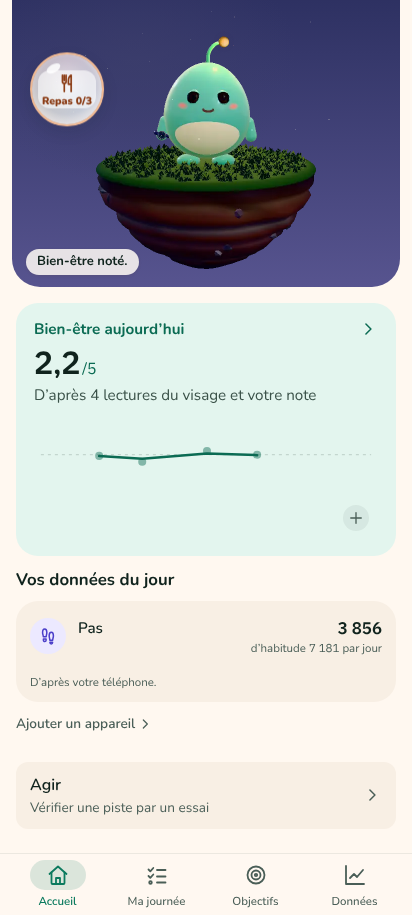 Repas 0/3
Bien-être noté.
Bien-être aujourd’hui
2,2/5
D’après 4 lectures du visage et votre note
Vos données du jour
Pas
3 856
d’habitude 7 181 par jour
D’après votre téléphone.
Ajouter un appareil
Agir
Vérifier une piste par un essai
Accueil
Ma journée
Objectifs
Données